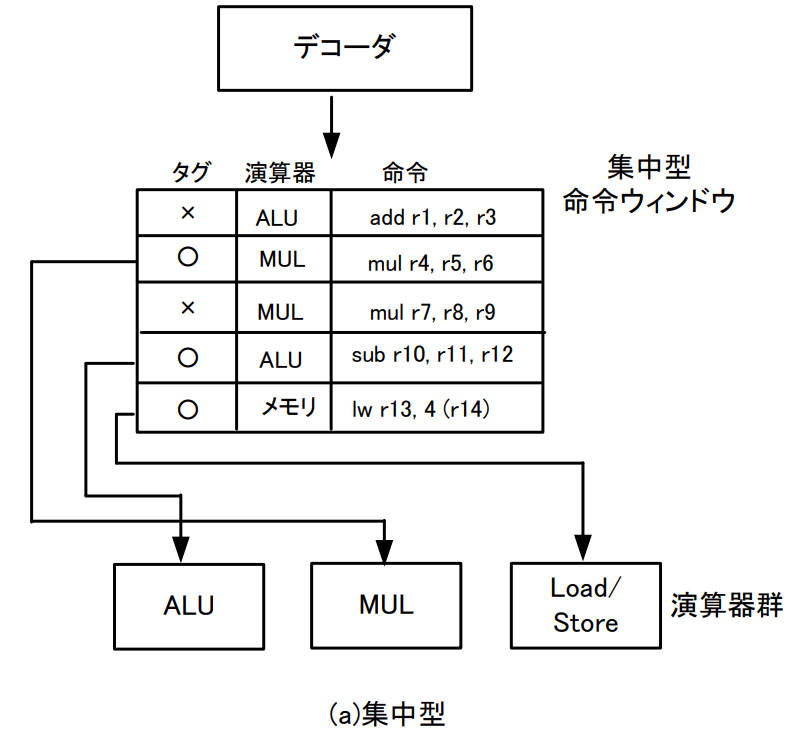 デコーダ
集中型
命令ウィンドウ
タグ 演算器 命令
× ALU add r1, r2, r3
○ MUL mul r4, r5, r6
× MUL mul r7, r8, r9
○ ALU sub r10, r11, r12
○ メモリ lw r13, 4 (r14)
ALU
MUL
Load/
Store
演算器群
(a)集中型